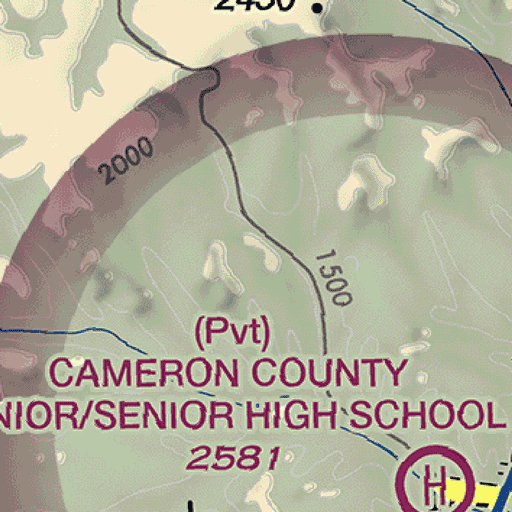 2450
2000
1500
(Pvt)
CAMERON COUNTY
NIOR/SENIOR HIGH SCHOOL
2581
H